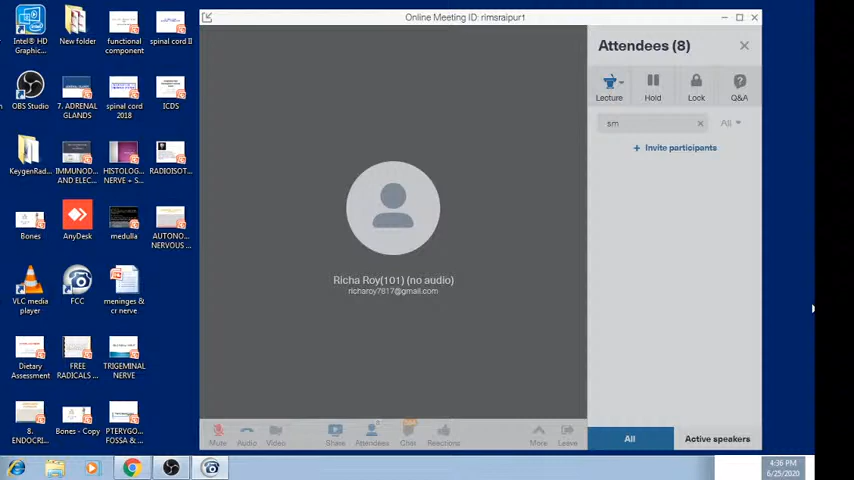 Intel® HD
Graphic...
New folder
functional
component
spinal cord II
OBS Studio
7. ADRENAL
GLANDS
spinal cord
2018
ICDS
KeygenRad...
IMMUNOD...
AND ELEC...
HISTOLOG...
NERVE + S...
RADIOISOT...
Bones
AnyDesk
medulla
AUTONO...
NERVOUS ...
VLC media
player
FCC
meninges &
cr nerve
Dietary
Assessment
FREE
RADICALS ...
TRIGEMINAL
NERVE
8.
ENDOCRI...
Bones - Copy
PTERYGO...
FOSSA & ...
Online Meeting ID: rimsraipur1
Richa Roy(101) (no audio)
richaroy7817@gmail.com
Mute
Audio
Video
Share
Attendees
Chat
Reactions
More
Leave
Attendees (8)
Lecture
Hold
Lock
Q&A
sm
All
+ Invite participants
All
Active speakers
4:36 PM
6/25/2020